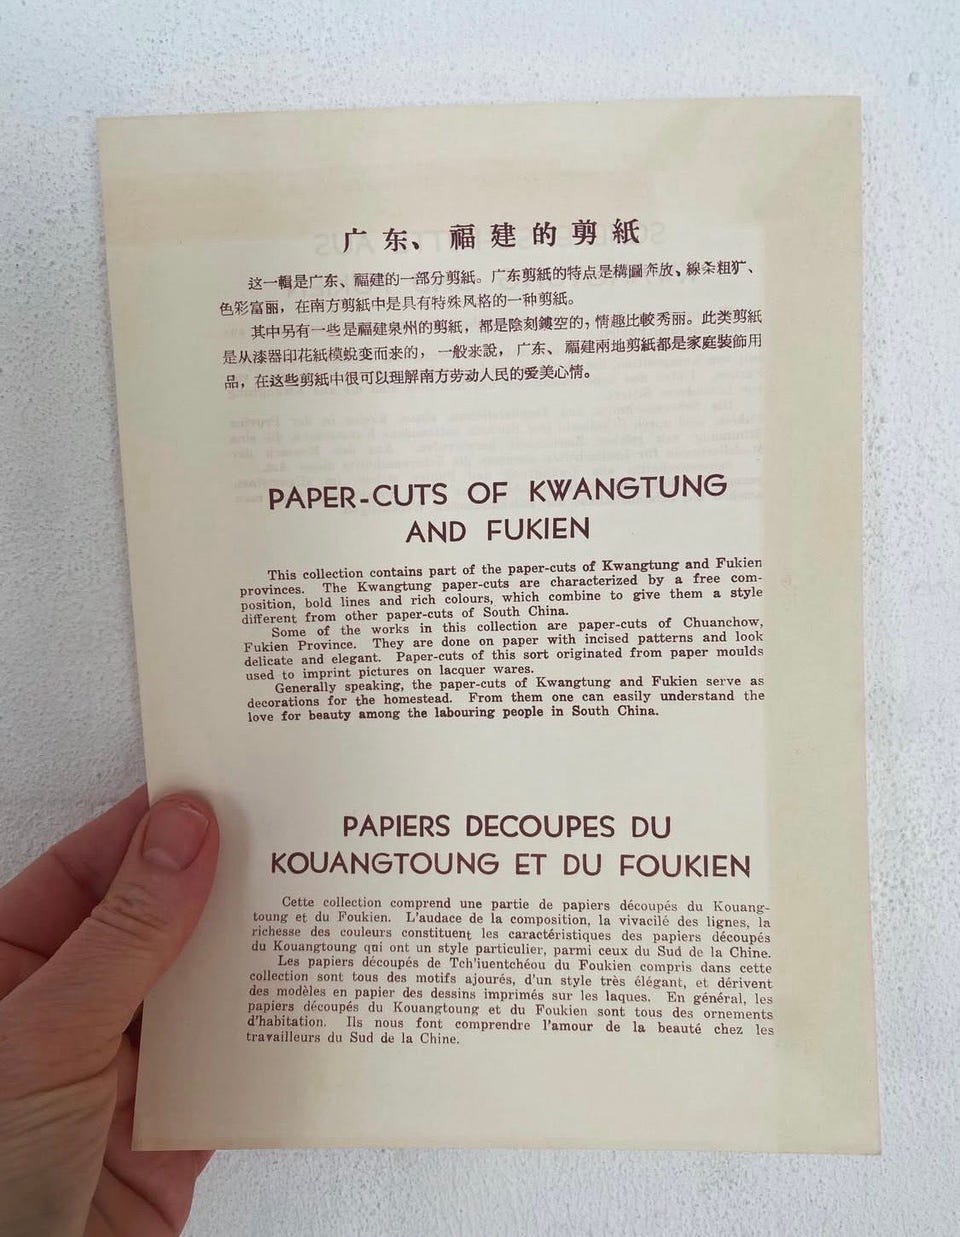 广东、福建的剪紙
这一輯是广东、福建的一部分剪紙。广东剪紙的特点是構圖奔放、線条粗犷、
色彩富丽，在南方剪紙中是具有特殊风格的一种剪紙。
其中另有一些是福建泉州的剪紙，都是陰刻鏤空的，情趣比較秀丽。此类剪紙
是从漆器印花紙模蛻变而来的，一般来說，广东、福建兩地剪紙都是家庭裝飾用
品，在这些剪紙中很可以理解南方劳动人民的爱美心情。
PAPER-CUTS OF KWANGTUNG
AND FUKIEN
This collection contains part of the paper-cuts of Kwangtung and Fukien
provinces. The Kwangtung paper-cuts are characterized by a free com-
position, bold lines and rich colours, which combine to give them a style
different from other paper-cuts of South China.
Some of the works in this collection are paper-cuts of Chuanchow,
Fukien Province. They are done on paper with incised patterns and look
delicate and elegant. Paper-cuts of this sort originated from paper moulds
used to imprint pictures on lacquer wares.
Generally speaking, the paper-cuts of Kwangtung and Fukien serve as
decorations for the homestead. From them one can easily understand the
love for beauty among the labouring people in South China.
PAPIERS DECOUPES DU
KOUANGTOUNG ET DU FOUKIEN
Cette collection comprend une partie de papiers découpés du Kouang-
toung et du Foukien. L'audace de la composition, la vivacilé des lignes, la
richesse des couleurs constituent les caractéristiques des papiers découpés
du Kouangtoung qni ont un style particulier, parmi ceux du Sud de la Chine.
Les papiers découpés de Tch'iuentchéou du Foukien compris dans cette
collection sont tous des motifs ajourés, d'un style très élégant, et dérivent
des modèles en papier des dessins imprimés sur les laques. En général, les
papiers découpés du Kouangtoung et du Foukien sont tous des ornements
d'habitation. Ils nous font comprendre l'amour de la beauté chez les
travailleurs du Sud de la Chine.